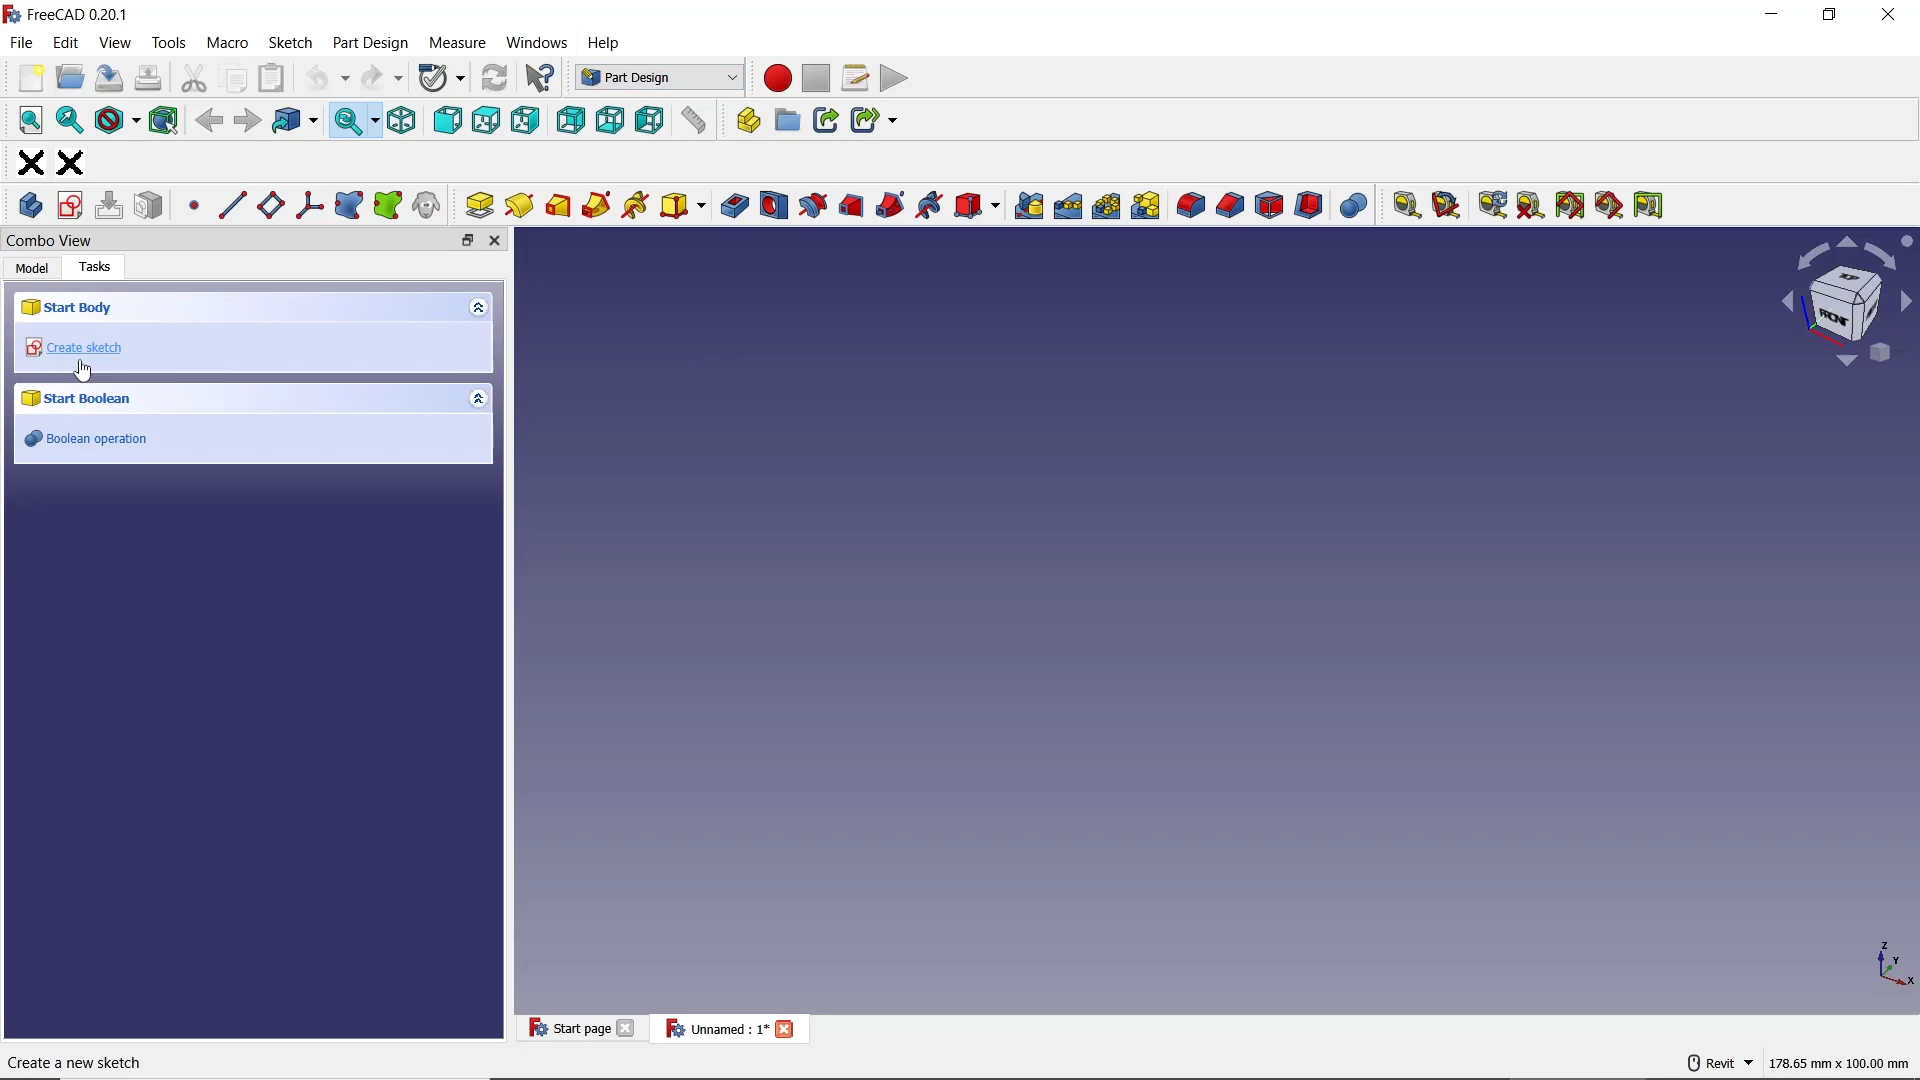 FreeCAD 0.20.1
File Edit View Tools Macro Sketch Part Design Measure Windows Help
Part Design
Combo View
Model Tasks
Start Body
Create sketch
Start Boolean
Boolean operation
TOP
FRONT
Z
Y
X
Start page Unnamed : 1*
Create a new sketch Revit 178.65 mm x 100.00 mm